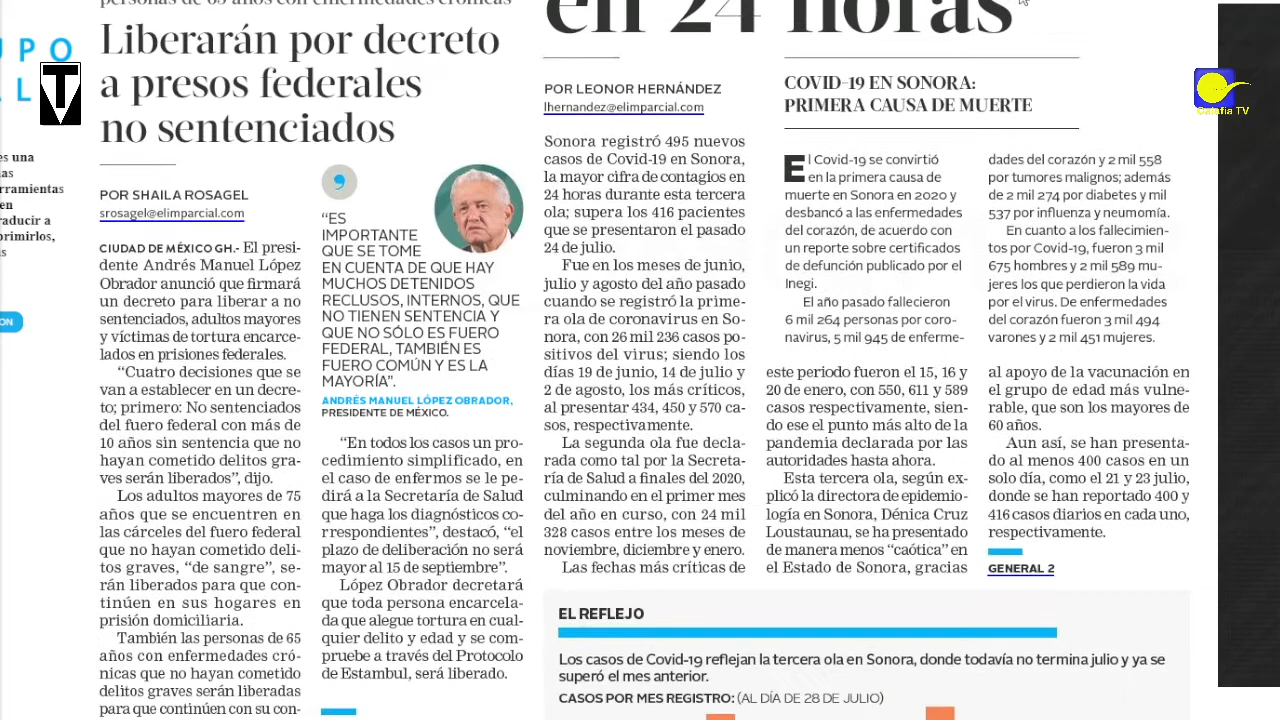 personas de 65 años con enfermedades crónicas
Liberarán por decreto
a presos federales
no sentenciados
POR SHAILA ROSAGEL
srosagel@elimparcial.com
CIUDAD DE MÉXICO GH.- El presi-
dente Andrés Manuel López
Obrador anunció que firmará
un decreto para liberar a no
sentenciados, adultos mayores
y víctimas de tortura encarce-
lados en prisiones federales.
“Cuatro decisiones que se
van a establecer en un decre-
to; primero: No sentenciados
del fuero federal con más de
10 años sin sentencia que no
hayan cometido delitos gra-
ves serán liberados”, dijo.
Los adultos mayores de 75
años que se encuentren en
las cárceles del fuero federal
que no hayan cometido deli-
tos graves, “de sangre”, se-
rán liberados para que con-
tinúen en sus hogares en
prisión domiciliaria.
También las personas de 65
años con enfermedades cró-
nicas que no hayan cometido
delitos graves serán liberadas
para que continúen con su con-
“ES
IMPORTANTE
QUE SE TOME
EN CUENTA DE QUE HAY
MUCHOS DETENIDOS
RECLUSOS, INTERNOS, QUE
NO TIENEN SENTENCIA Y
QUE NO SÓLO ES FUERO
FEDERAL, TAMBIÉN ES
FUERO COMÚN Y ES LA
MAYORÍA”.
ANDRÉS MANUEL LÓPEZ OBRADOR,
PRESIDENTE DE MÉXICO.
“En todos los casos un pro-
cedimiento simplificado, en
el caso de enfermos se le pe-
dirá a la Secretaría de Salud
que haga los diagnósticos co-
rrespondientes”, destacó, “el
plazo de deliberación no será
mayor al 15 de septiembre”.
López Obrador decretará
que toda persona encarcela-
da que alegue tortura en cual-
quier delito y edad y se com-
pruebe a través del Protocolo
de Estambul, será liberado.
en 24 horas
POR LEONOR HERNÁNDEZ
lhernandez@elimparcial.com
Sonora registró 495 nuevos
casos de Covid-19 en Sonora,
la mayor cifra de contagios en
24 horas durante esta tercera
ola; supera los 416 pacientes
que se presentaron el pasado
24 de julio.
Fue en los meses de junio,
julio y agosto del año pasado
cuando se registró la prime-
ra ola de coronavirus en So-
nora, con 26 mil 236 casos po-
sitivos del virus; siendo los
días 19 de junio, 14 de julio y
2 de agosto, los más críticos,
al presentar 434, 450 y 570 ca-
sos, respectivamente.
La segunda ola fue decla-
rada como tal por la Secreta-
ría de Salud a finales del 2020,
culminando en el primer mes
del año en curso, con 24 mil
328 casos entre los meses de
noviembre, diciembre y enero.
Las fechas más críticas de
COVID-19 EN SONORA:
PRIMERA CAUSA DE MUERTE
El Covid-19 se convirtió
en la primera causa de
muerte en Sonora en 2020 y
desbancó a las enfermedades
del corazón, de acuerdo con
un reporte sobre certificados
de defunción publicado por el
Inegi.
El año pasado fallecieron
6 mil 264 personas por coro-
navirus, 5 mil 945 de enferme-
dades del corazón y 2 mil 558
por tumores malignos; además
de 2 mil 274 por diabetes y mil
537 por influenza y neumomía.
En cuanto a los fallecimien-
tos por Covid-19, fueron 3 mil
675 hombres y 2 mil 589 mu-
jeres los que perdieron la vida
por el virus. De enfermedades
del corazón fueron 3 mil 494
varones y 2 mil 451 mujeres.
este periodo fueron el 15, 16 y
20 de enero, con 550, 611 y 589
casos respectivamente, sien-
do ese el punto más alto de la
pandemia declarada por las
autoridades hasta ahora.
Esta tercera ola, según ex-
plicó la directora de epidemio-
logía en Sonora, Dénica Cruz
Loustaunau, se ha presentado
de manera menos “caótica” en
el Estado de Sonora, gracias
al apoyo de la vacunación en
el grupo de edad más vulne-
rable, que son los mayores de
60 años.
Aun así, se han presenta-
do al menos 400 casos en un
solo día, como el 21 y 23 julio,
donde se han reportado 400 y
416 casos diarios en cada uno,
respectivamente.
GENERAL 2
EL REFLEJO
Los casos de Covid-19 reflejan la tercera ola en Sonora, donde todavía no termina julio y ya se
superó el mes anterior.
CASOS POR MES REGISTRO: (AL DÍA DE 28 DE JULIO)
Calafia TV